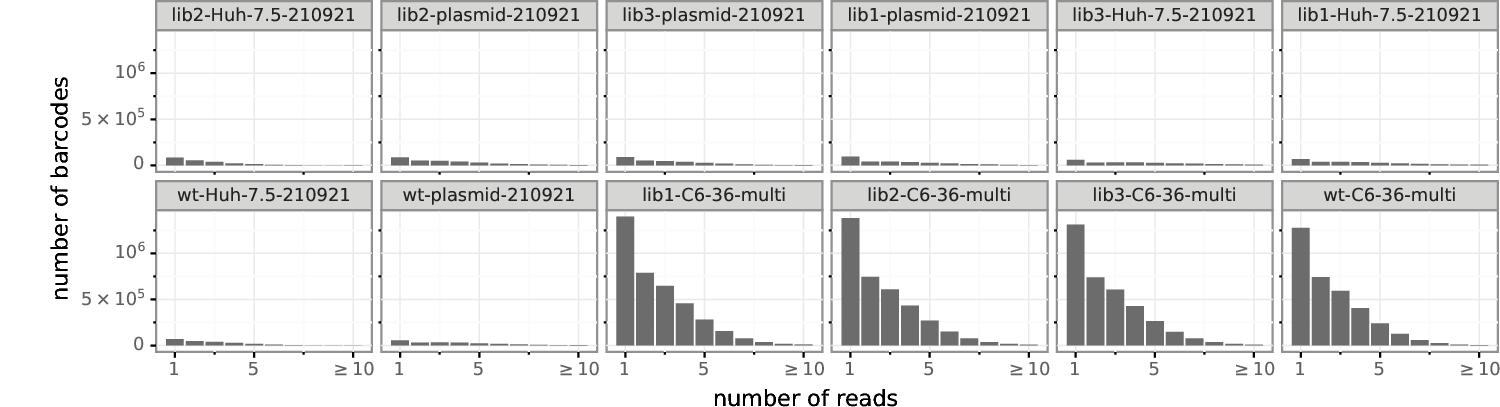 lib2-Huh-7.5-210921 lib2-plasmid-210921 lib3-plasmid-210921 lib1-plasmid-210921 lib3-Huh-7.5-210921 lib1-Huh-7.5-210921
number of barcodes
10⁶
5 × 10⁵
0
wt-Huh-7.5-210921 wt-plasmid-210921 lib1-C6-36-multi lib2-C6-36-multi lib3-C6-36-multi wt-C6-36-multi
10⁶
5 × 10⁵
0
1 5 ≥ 10 1 5 ≥ 10 1 5 ≥ 10 1 5 ≥ 10 1 5 ≥ 10 1 5 ≥ 10
number of reads